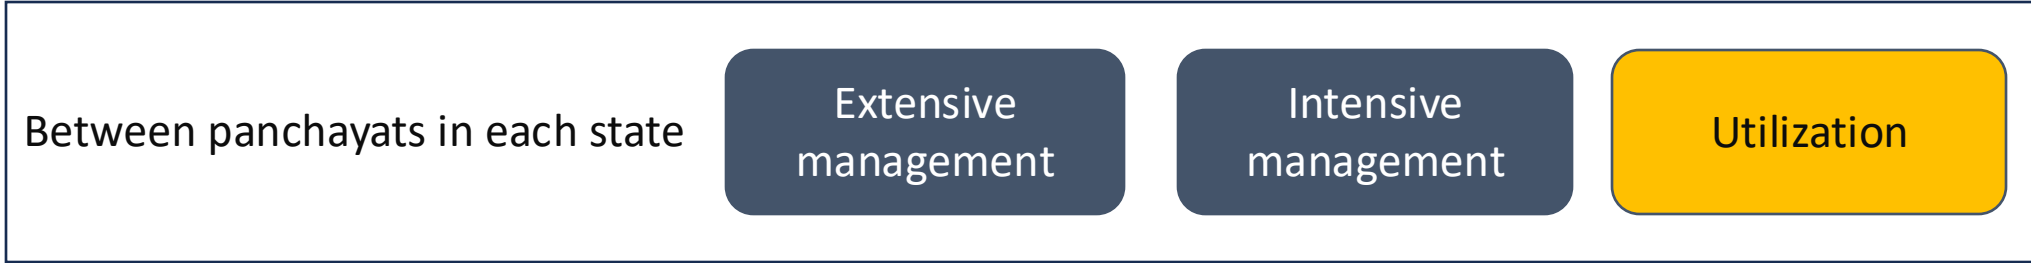 Between panchayats in each state
Extensive
management
Intensive
management
Utilization